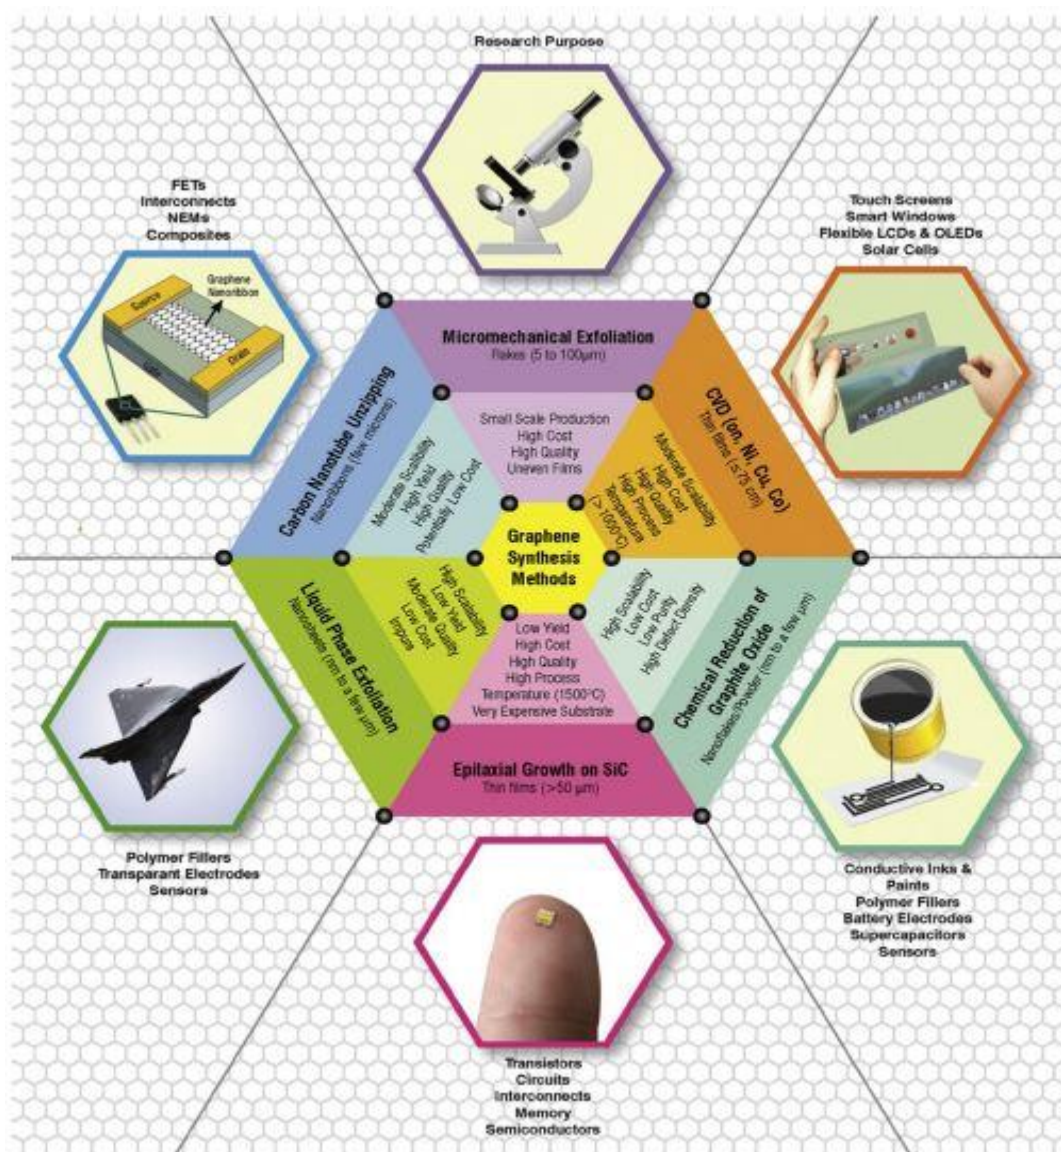 Research Purpose
FETs
Interconnects
NEMs
Composites
Source
Graphene
Nanoribbon
Drain
Gate
Touch Screens
Smart Windows
Flexible LCDs & OLEDs
Solar Cells
Micromechanical Exfoliation
flakes (5 to 100µm)
Small Scale Production
High Cost
High Quality
Uneven Films
Carbon Nanotube Unzipping
Nanoribbons (few microns)
Moderate Scalability
High Yield
High Quality
Potentially Low Cost
CVD (on, NI, Cu, Co)
Thin films (≤75 cm)
Moderate Scalability
High Cost
High Quality
High Process
Temperature
(>1000°C)
Graphene
Synthesis
Methods
Liquid Phase Exfoliation
Nanosheets (nm to a few µm)
High Scalability
Low Yield
Moderate Quality
Low Cost
Impure
High Scalability
Low Cost
Low Purity
High Defect Density
Chemical Reduction of
Graphite Oxide
Nanoflakes/Powder (nm to a few µm)
Low Yield
High Cost
High Quality
High Process
Temperature (1500°C)
Very Expensive Substrate
Epitaxial Growth on SiC
Thin films (>50 µm)
Polymer Fillers
Transparant Electrodes
Sensors
Conductive Inks &
Paints
Polymer Fillers
Battery Electrodes
Supercapacitors
Sensors
Transistors
Circuits
Interconnects
Memory
Semiconductors